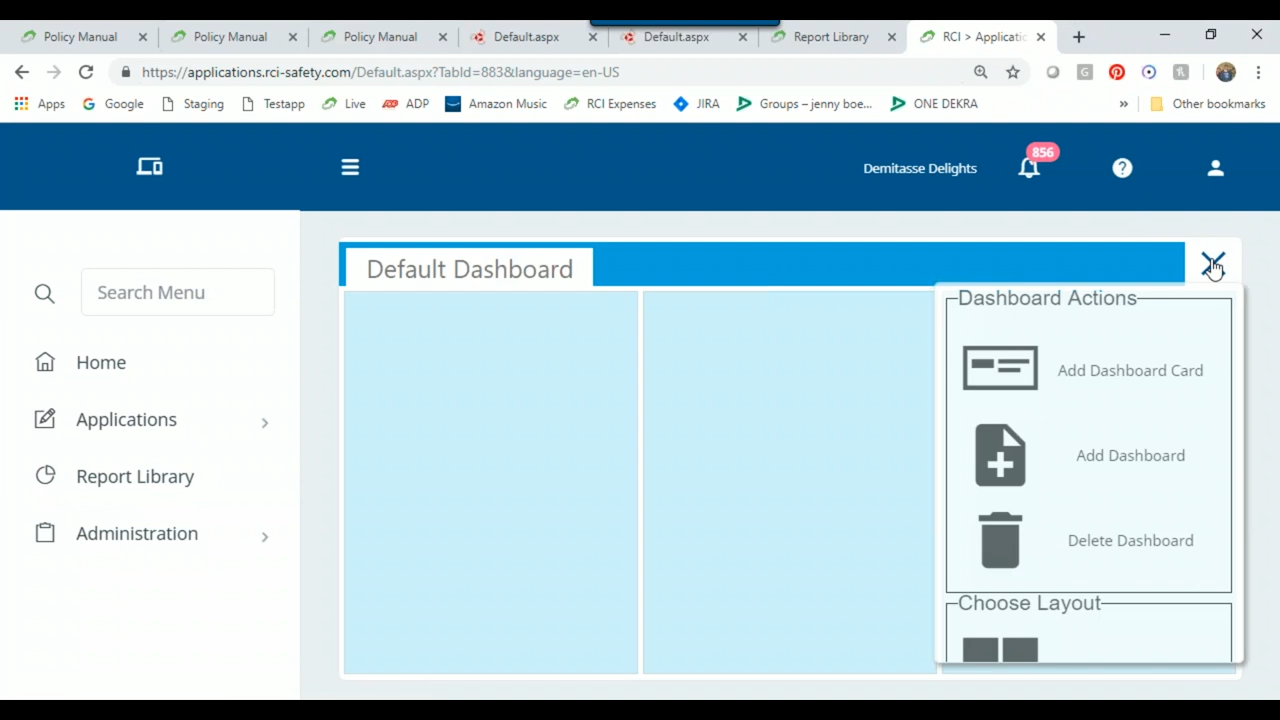 Policy Manual
Policy Manual
Policy Manual
Default.aspx
Default.aspx
Report Library
RCI > Applicatic
https://applications.rci-safety.com/Default.aspx?TabId=883&language=en-US
G
Apps
Google
Staging
Testapp
Live
ADP
Amazon Music
RCI Expenses
JIRA
Groups – jenny boe...
ONE DEKRA
»
Other bookmarks
Demitasse Delights
856
Search Menu
Home
Applications
Report Library
Administration
Default Dashboard
Dashboard Actions
Add Dashboard Card
Add Dashboard
Delete Dashboard
Choose Layout